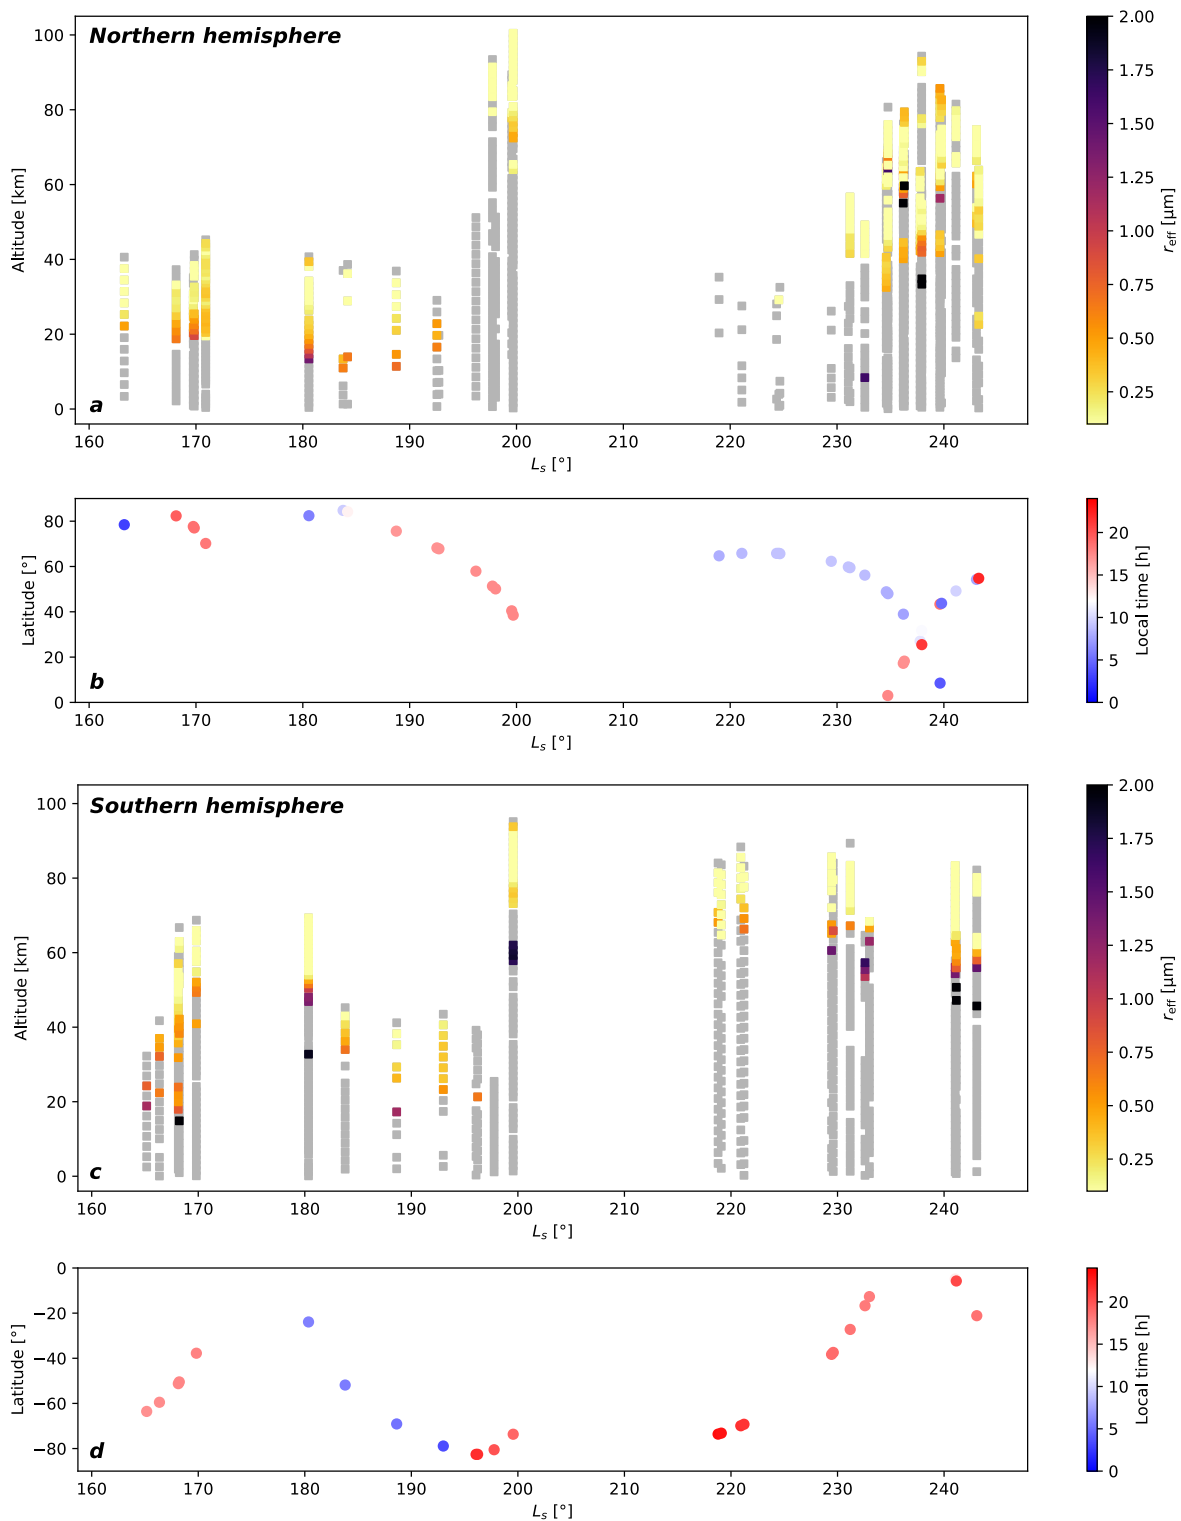 Northern hemisphere
100
80
60
40
20
0
Altitude [km]
a
160 170 180 190 200 210 220 230 240
L_s [°]
2.00
1.75
1.50
1.25
1.00
0.75
0.50
0.25
r_eff [µm]
80
60
40
20
0
Latitude [°]
b
160 170 180 190 200 210 220 230 240
L_s [°]
20
15
10
5
0
Local time [h]
Southern hemisphere
100
80
60
40
20
0
Altitude [km]
c
160 170 180 190 200 210 220 230 240
L_s [°]
2.00
1.75
1.50
1.25
1.00
0.75
0.50
0.25
r_eff [µm]
0
−20
−40
−60
−80
Latitude [°]
d
160 170 180 190 200 210 220 230 240
L_s [°]
20
15
10
5
0
Local time [h]